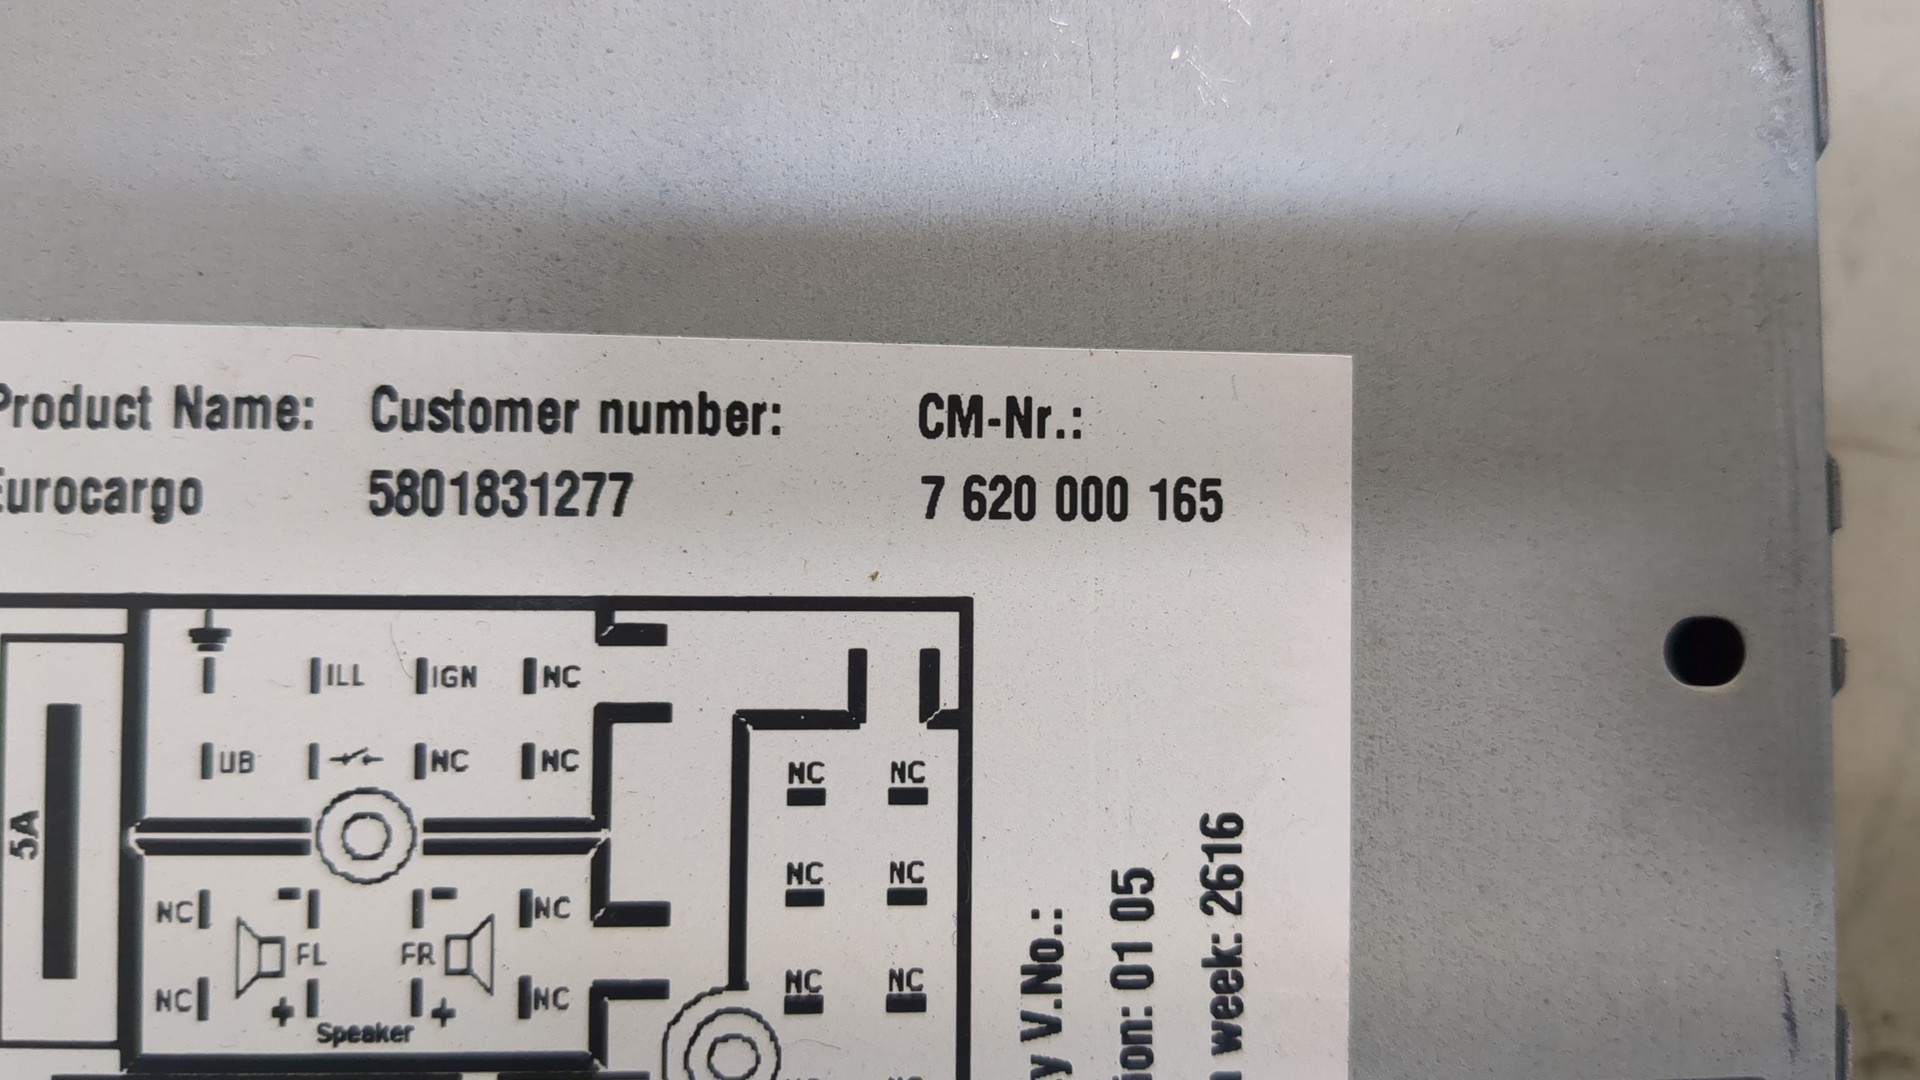 Product Name: Customer number: CM-Nr.:
Eurocargo 5801831277 7 620 000 165
ILL IGN NC
UB NC NC
5A
NC NC
NC NC
NC NC
NC FL FR NC
NC NC
- -
+ +
Speaker
V.No.:
01 05
week: 2616